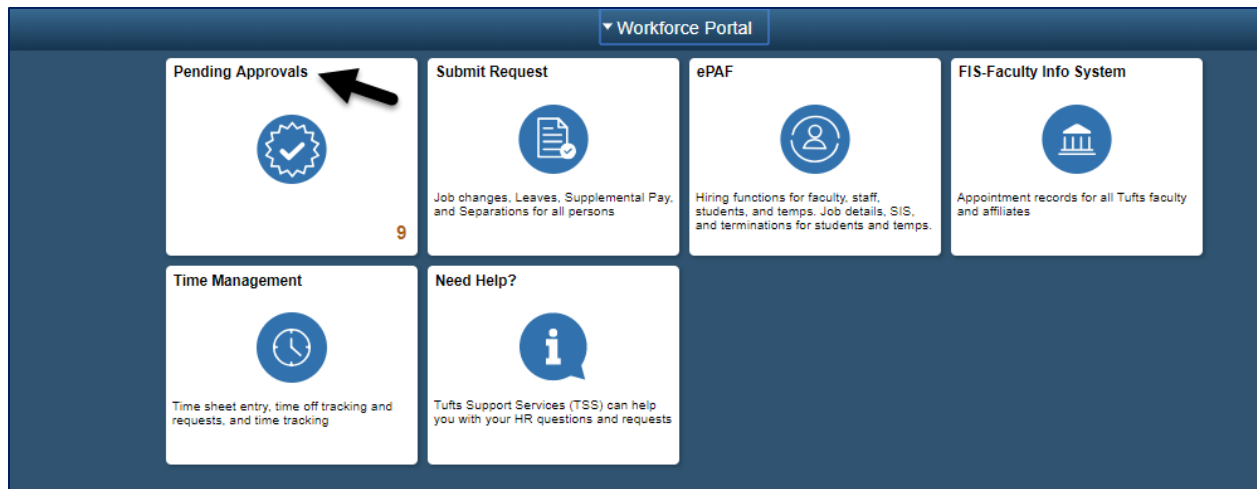 Workforce Portal
Pending Approvals
9
Submit Request
Job changes, Leaves, Supplemental Pay,
and Separations for all persons
ePAF
Hiring functions for faculty, staff,
students, and temps. Job details, SIS,
and terminations for students and temps.
FIS-Faculty Info System
Appointment records for all Tufts faculty
and affiliates
Time Management
Time sheet entry, time off tracking and
requests, and time tracking
Need Help?
Tufts Support Services (TSS) can help
you with your HR questions and requests